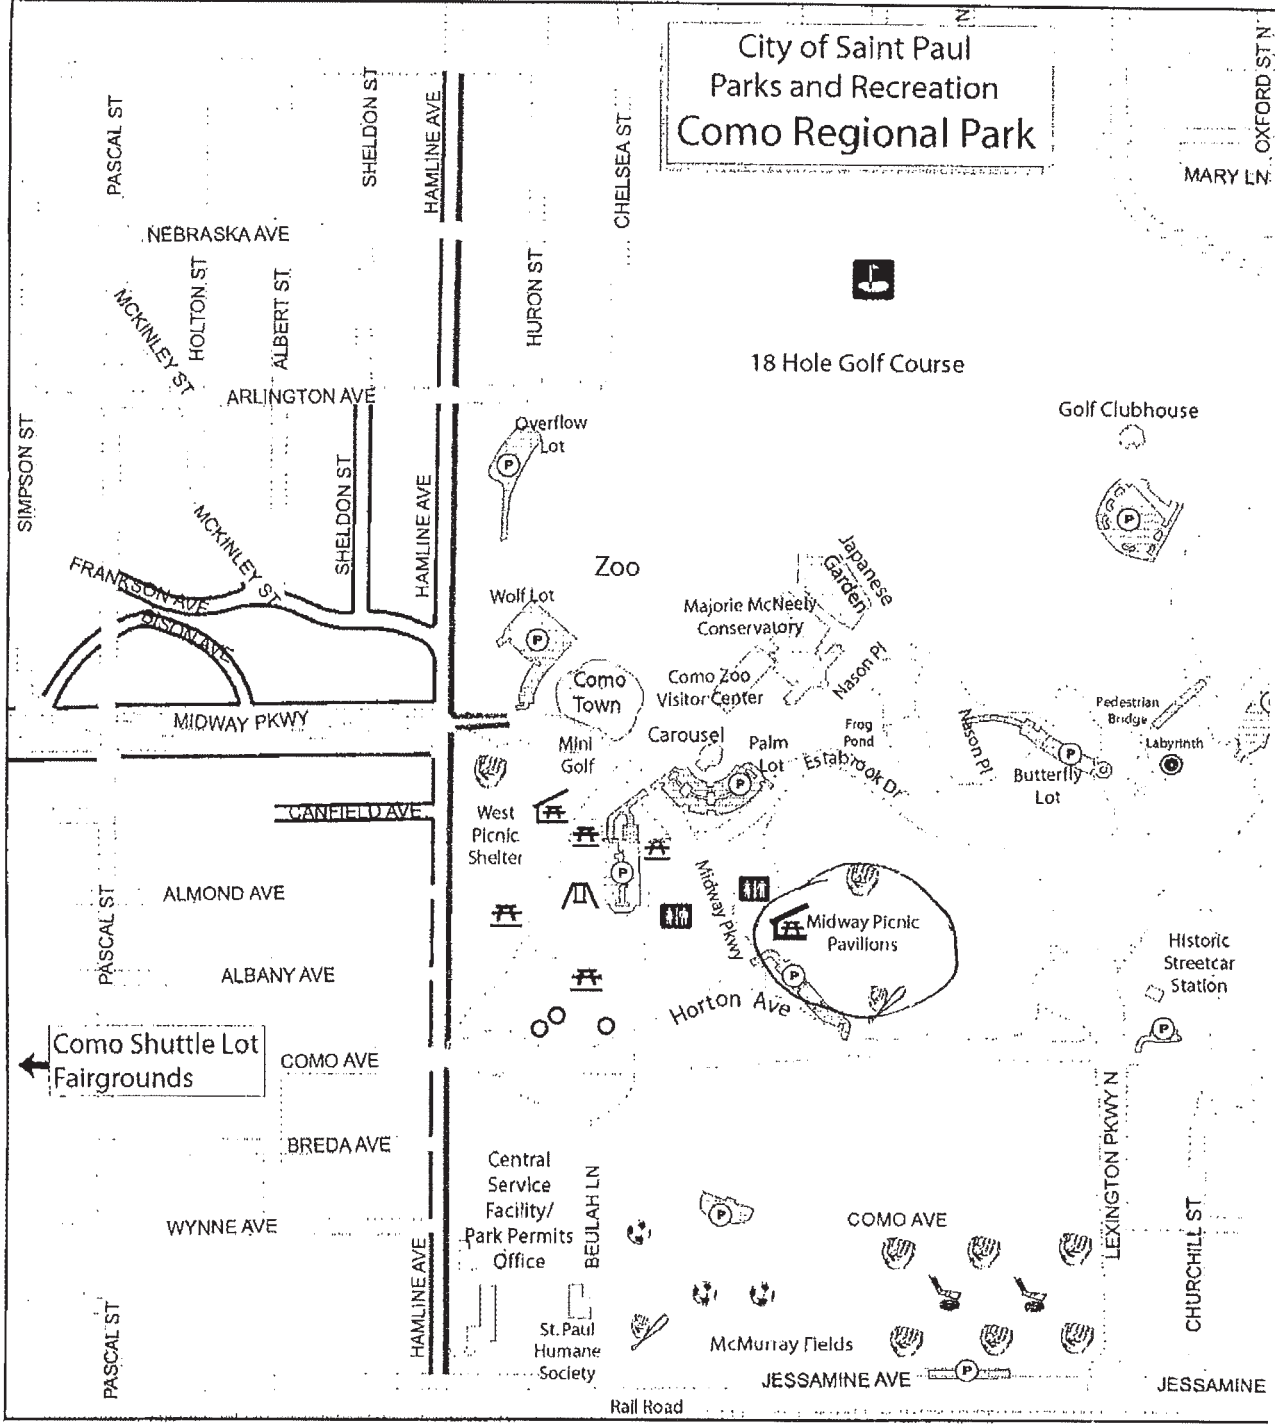 City of Saint Paul
Parks and Recreation
Como Regional Park
OXFORD ST N
MARY LN
PASCAL ST
SHELDON ST
HAMLINE AVE
CHELSEA ST
N
NEBRASKA AVE
MCKINLEY ST
HOLTON ST
ALBERT ST
HURON ST
18 Hole Golf Course
ARLINGTON AVE
Golf Clubhouse
Overflow
Lot
P
P
SIMPSON ST
SHELDON ST
HAMLINE AVE
MCKINLEY ST
FRANKSON AVE
BISON AVE
Zoo
Japanese
Garden
Wolf Lot
P
Majorie McNeely
Conservatory
Como
Town
Como Zoo
Visitor Center
Nason Pl
MIDWAY PKWY
Mini
Golf
Carousel
Palm
Lot
P
Frog
Pond
Estabrook Dr
Nason Pl
P
Butterfly
Lot
Pedestrian
Bridge
Labyrinth
CANFIELD AVE
West
Picnic
Shelter
P
Midway Pkwy
Midway Picnic
Pavilions
P
Horton Ave
ALMOND AVE
PASCAL ST
ALBANY AVE
Historic
Streetcar
Station
P
Como Shuttle Lot
Fairgrounds
COMO AVE
BREDA AVE
WYNNE AVE
Central
Service
Facility/
Park Permits
Office
BEULAH LN
P
COMO AVE
LEXINGTON PKWY N
CHURCHILL ST
PASCAL ST
HAMLINE AVE
St. Paul
Humane
Society
McMurray Fields
JESSAMINE AVE
P
JESSAMINE
Rail Road